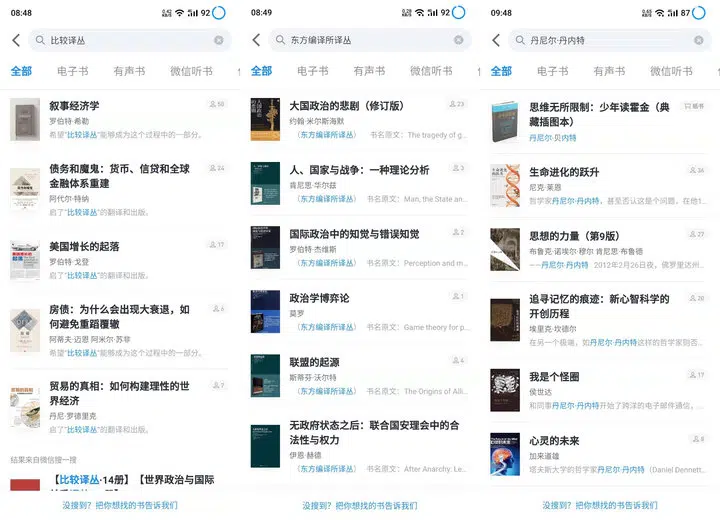 08:48
92
比较译丛
全部
电子书
有声书
微信听书
叙事经济学
58
罗伯特·希勒
希望“比较译丛”能够成为这个过程中的一部分。
债务和魔鬼：货币、信贷和全球
金融体系重建
24
阿代尔·特纳
启了“比较译丛”的翻译和出版。
美国增长的起落
17
罗伯特·戈登
启了“比较译丛”的翻译和出版。
房债：为什么会出现大衰退，如
何避免重蹈覆辙
6
阿蒂夫·迈恩 阿米尔·苏非
希望“比较译丛”能够成为这个过程中的一部分。
贸易的真相：如何构建理性的世
界经济
7
丹尼·罗德里克
启了“比较译丛”的翻译和出版。
结果来自微信搜一搜
【比较译丛·14册】【世界政治与国际
没搜到？把你想找的书告诉我们
08:49
92
东方编译所译丛
全部
电子书
有声书
微信听书
大国政治的悲剧（修订版）
23
约翰·米尔斯海默
（东方编译所译丛） 书名原文：The tragedy of g...
人、国家与战争：一种理论分析
3
肯尼思·华尔兹
（东方编译所译丛） 书名原文：Man, the State an
国际政治中的知觉与错误知觉
2
罗伯特·杰维斯
（东方编译所译丛） 书名原文：Perception and m...
政治学博弈论
1
莫罗
（东方编译所译丛） 书名原文：Game theory for p...
联盟的起源
4
斯蒂芬·沃尔特
（东方编译所译丛） 书名原文：The Origins of Alli...
无政府状态之后：联合国安理会中的合
法性与权力
伊恩·赫德
（东方编译所译丛） 书名原文：After Anarchy. Le...
没搜到？把你想找的书告诉我们
09:48
87
丹尼尔·丹内特
全部
电子书
有声书
微信听书
思维无所限制：少年读霍金（典
藏插图本）
丹尼尔·贝内特
生命进化的跃升
36
尼克·莱恩
哲学家丹尼尔·丹内特，甚至否认这是个问题。在他1...
思想的力量（第9版）
27
布鲁克·诺埃尔·穆尔 肯尼思·布鲁德
——丹尼尔·丹内特 2012年2月26日夜，佛罗里达州...
追寻记忆的痕迹：新心智科学的
开创历程
20
埃里克·坎德尔
在另一个极端，如丹尼尔·丹内特这样的哲学家则否...
我是个怪圈
17
侯世达
和同事丹尼尔·丹内特开始了跨洋的电子邮件通信，...
心灵的未来
8
加来道雄
塔夫斯大学的哲学家丹尼尔·丹内特（Daniel Dennett...
没搜到？把你想找的书告诉我们